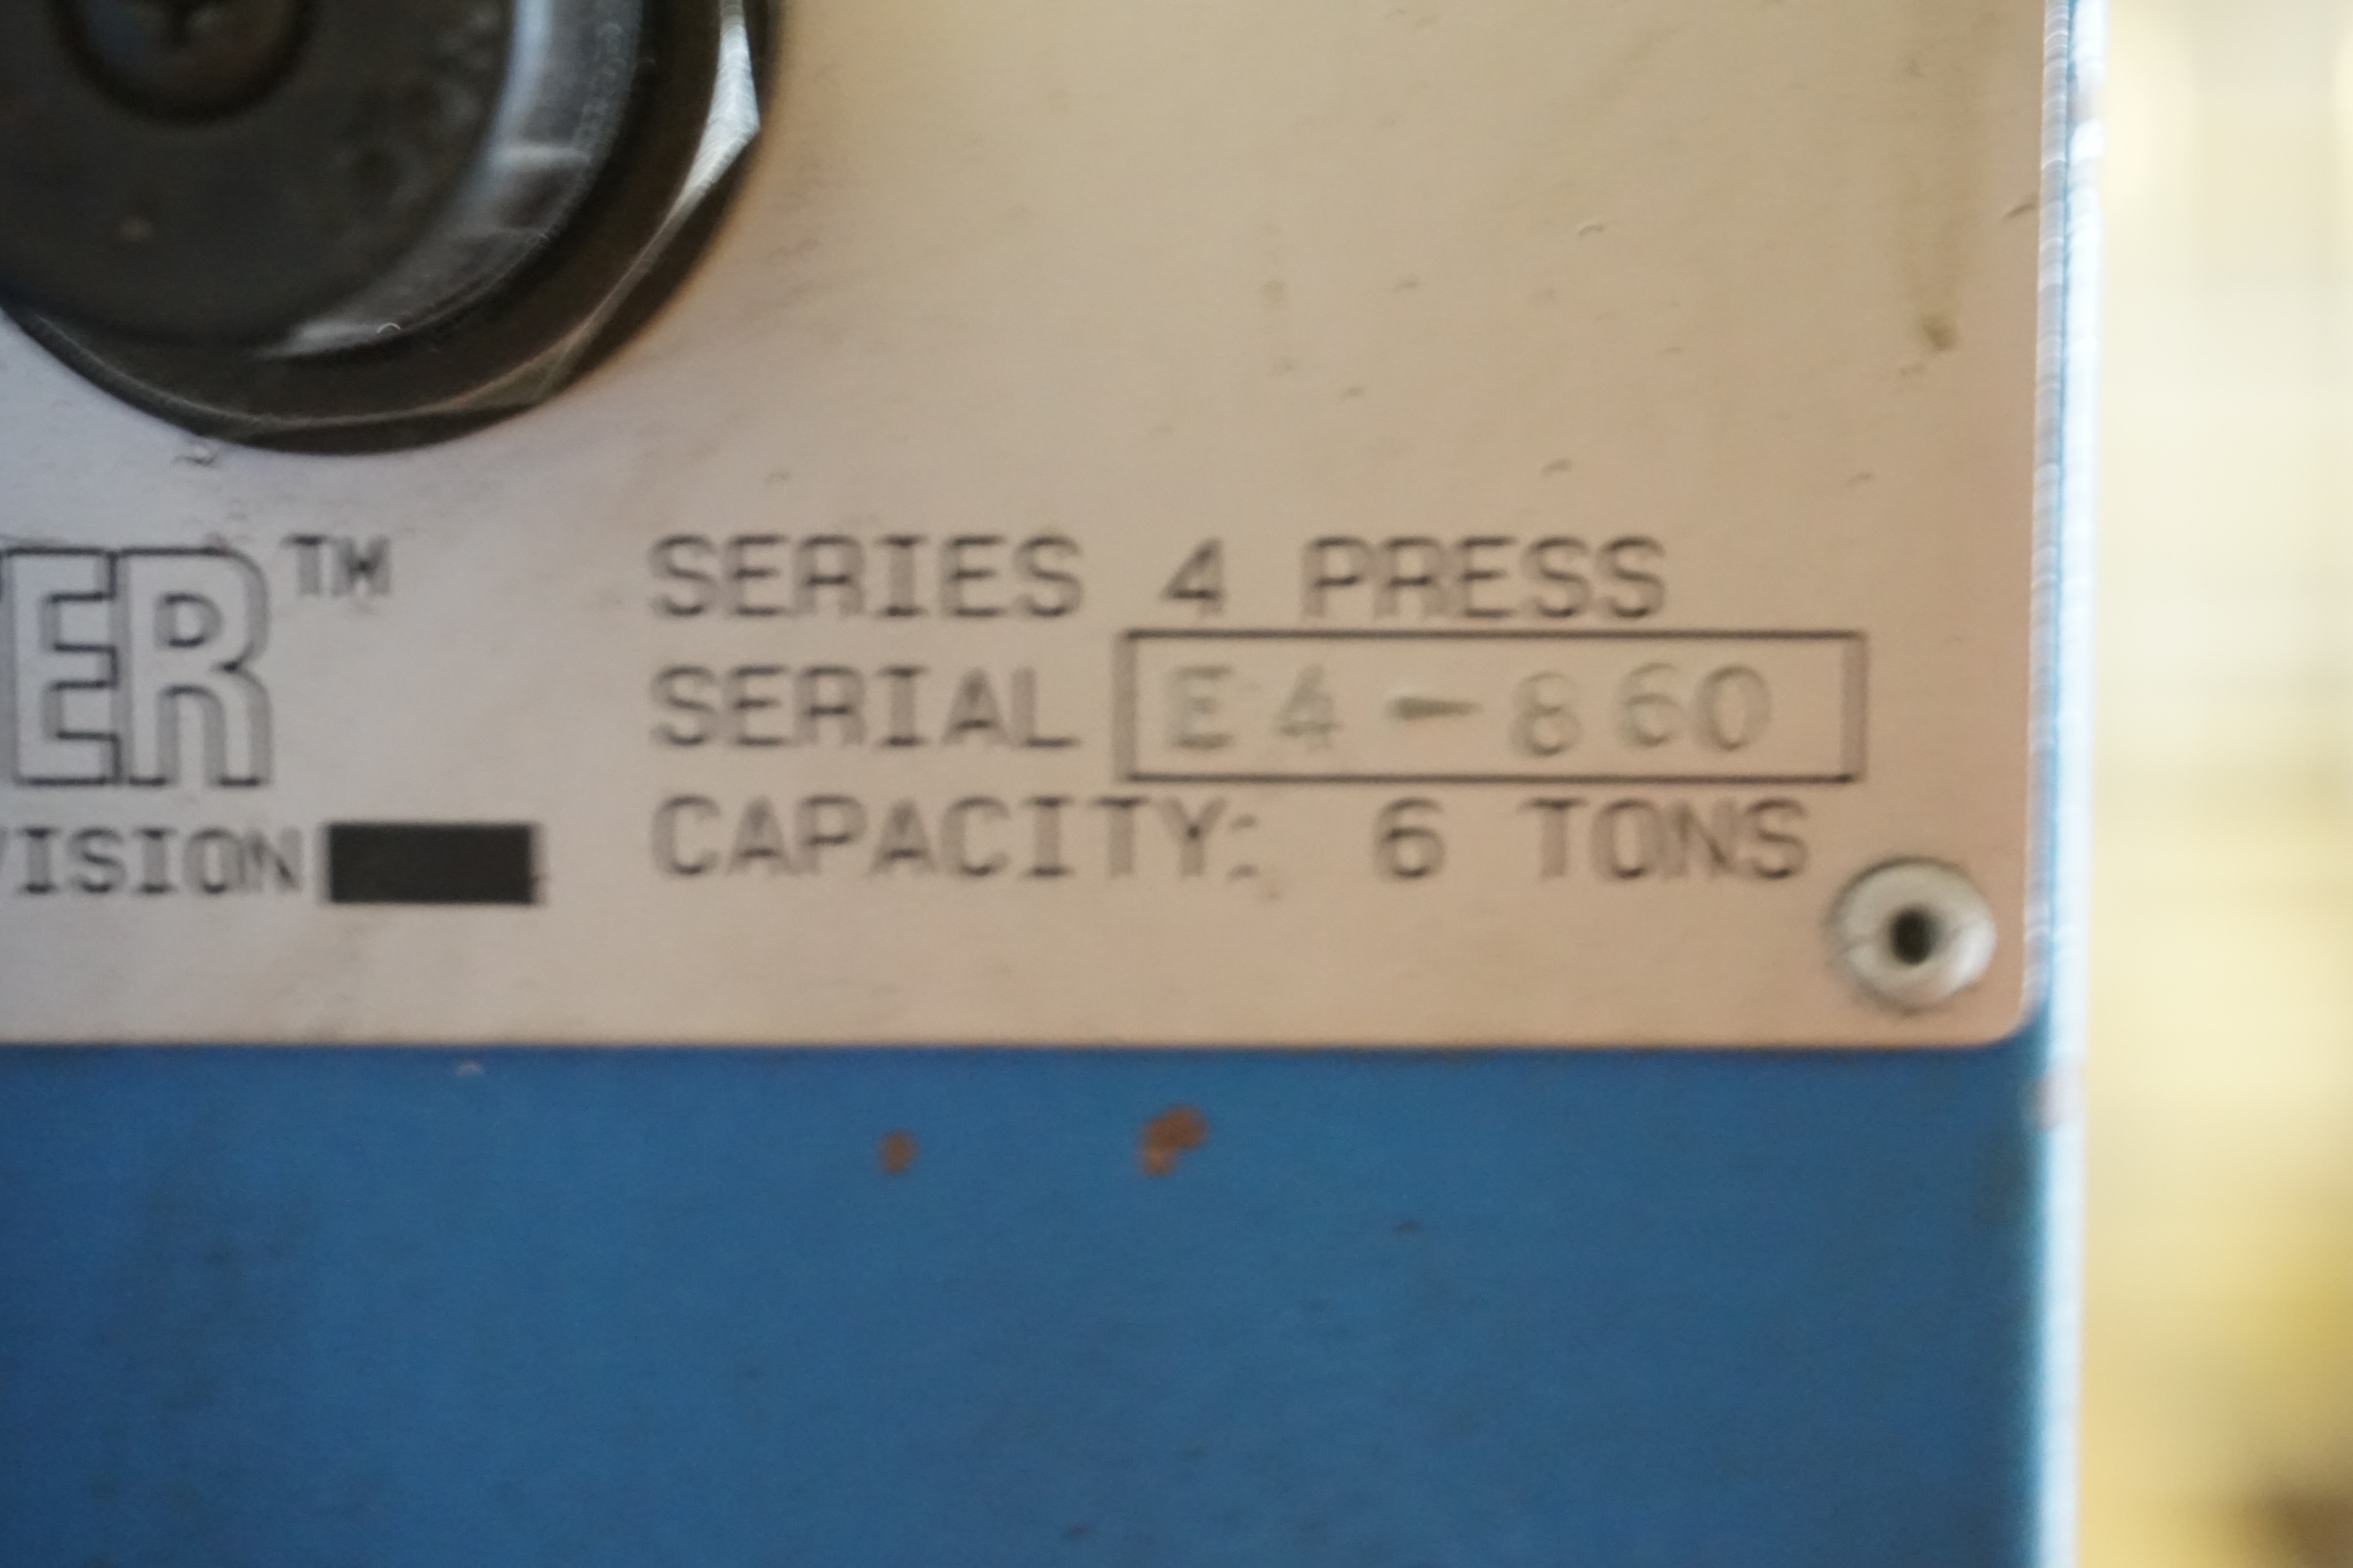 SERIES 4 PRESS
ER™
SERIAL E4-860
VISION
CAPACITY: 6 TONS